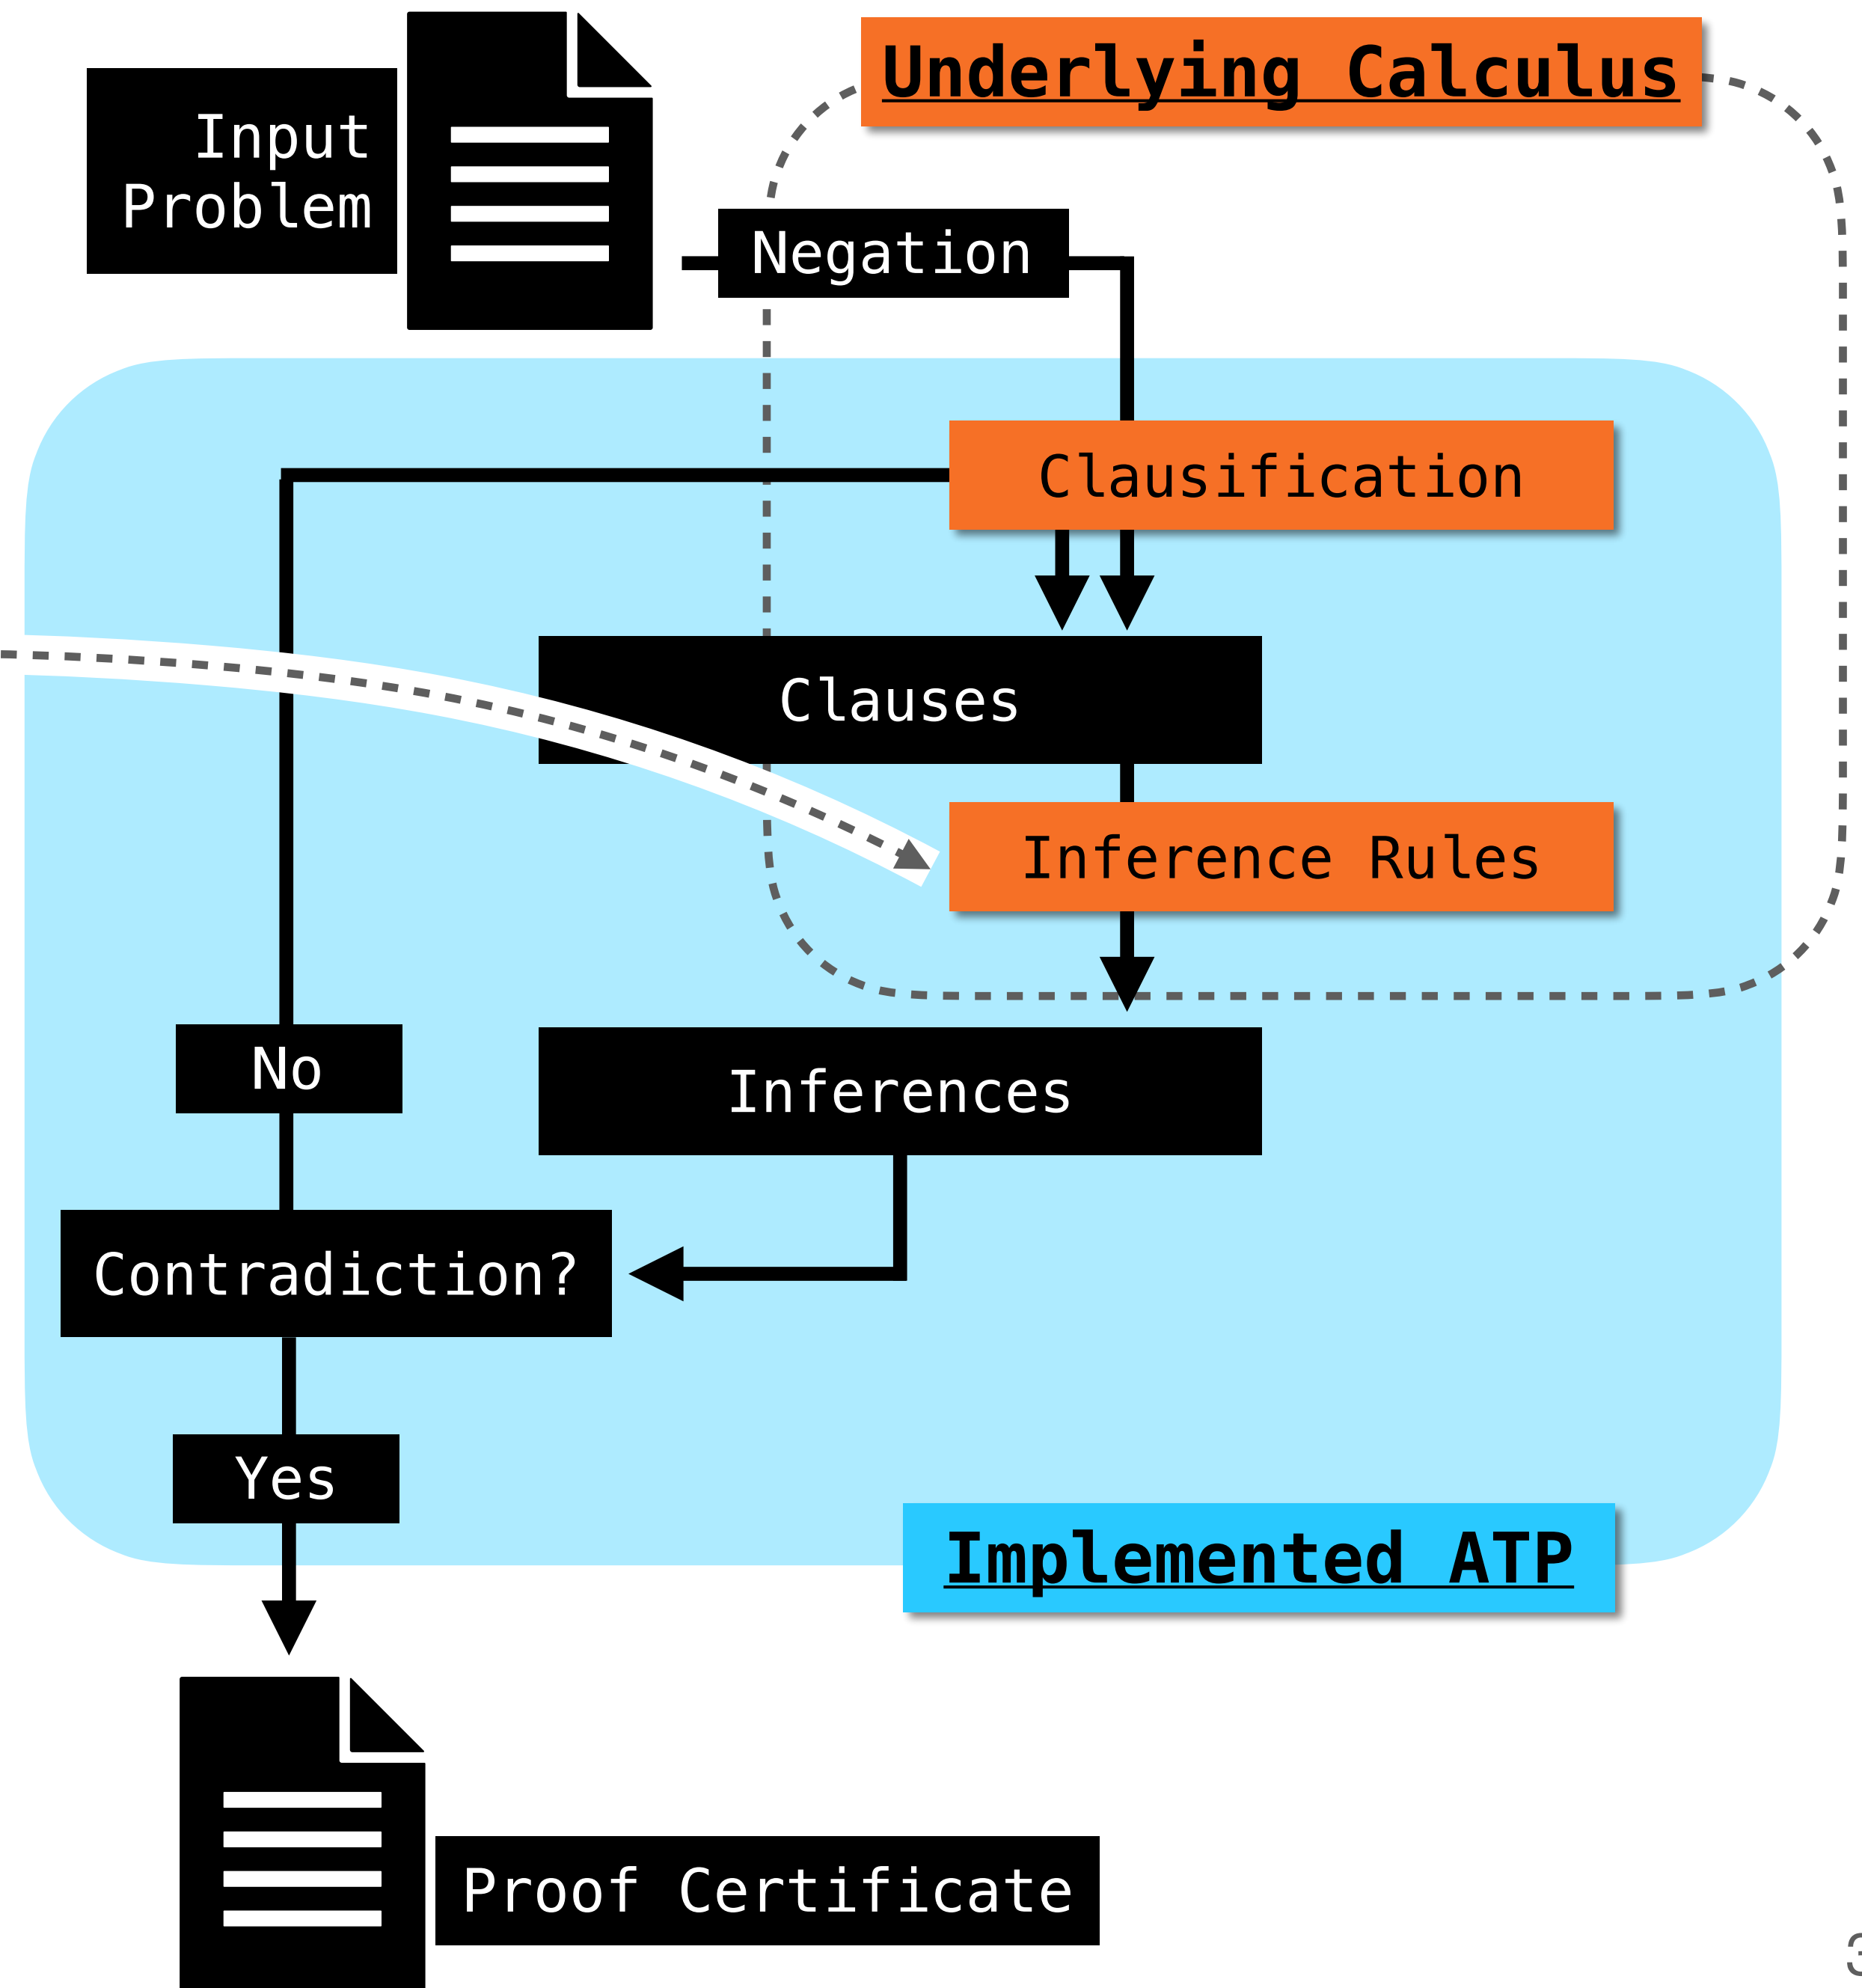 Underlying Calculus
Input
Problem
Negation
Clausification
Clauses
Inference Rules
No
Inferences
Contradiction?
Yes
Implemented ATP
Proof Certificate